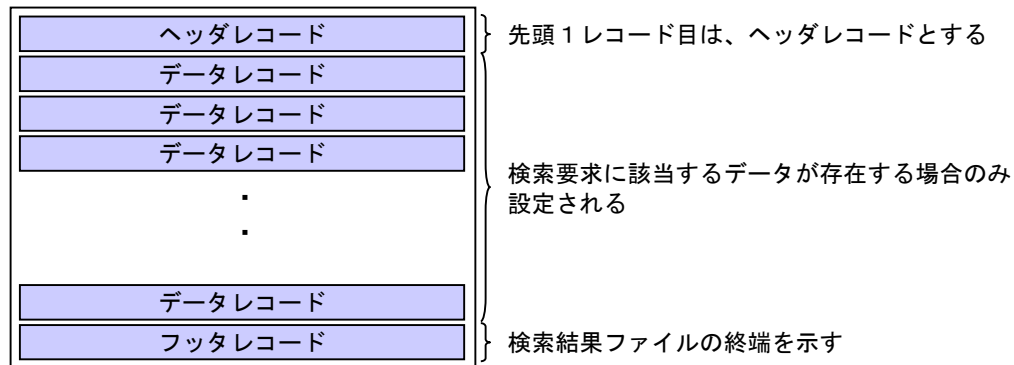 ヘッダレコード
先頭１レコード目は、ヘッダレコードとする
データレコード
データレコード
データレコード
検索要求に該当するデータが存在する場合のみ
設定される
・
・
データレコード
フッタレコード
検索結果ファイルの終端を示す